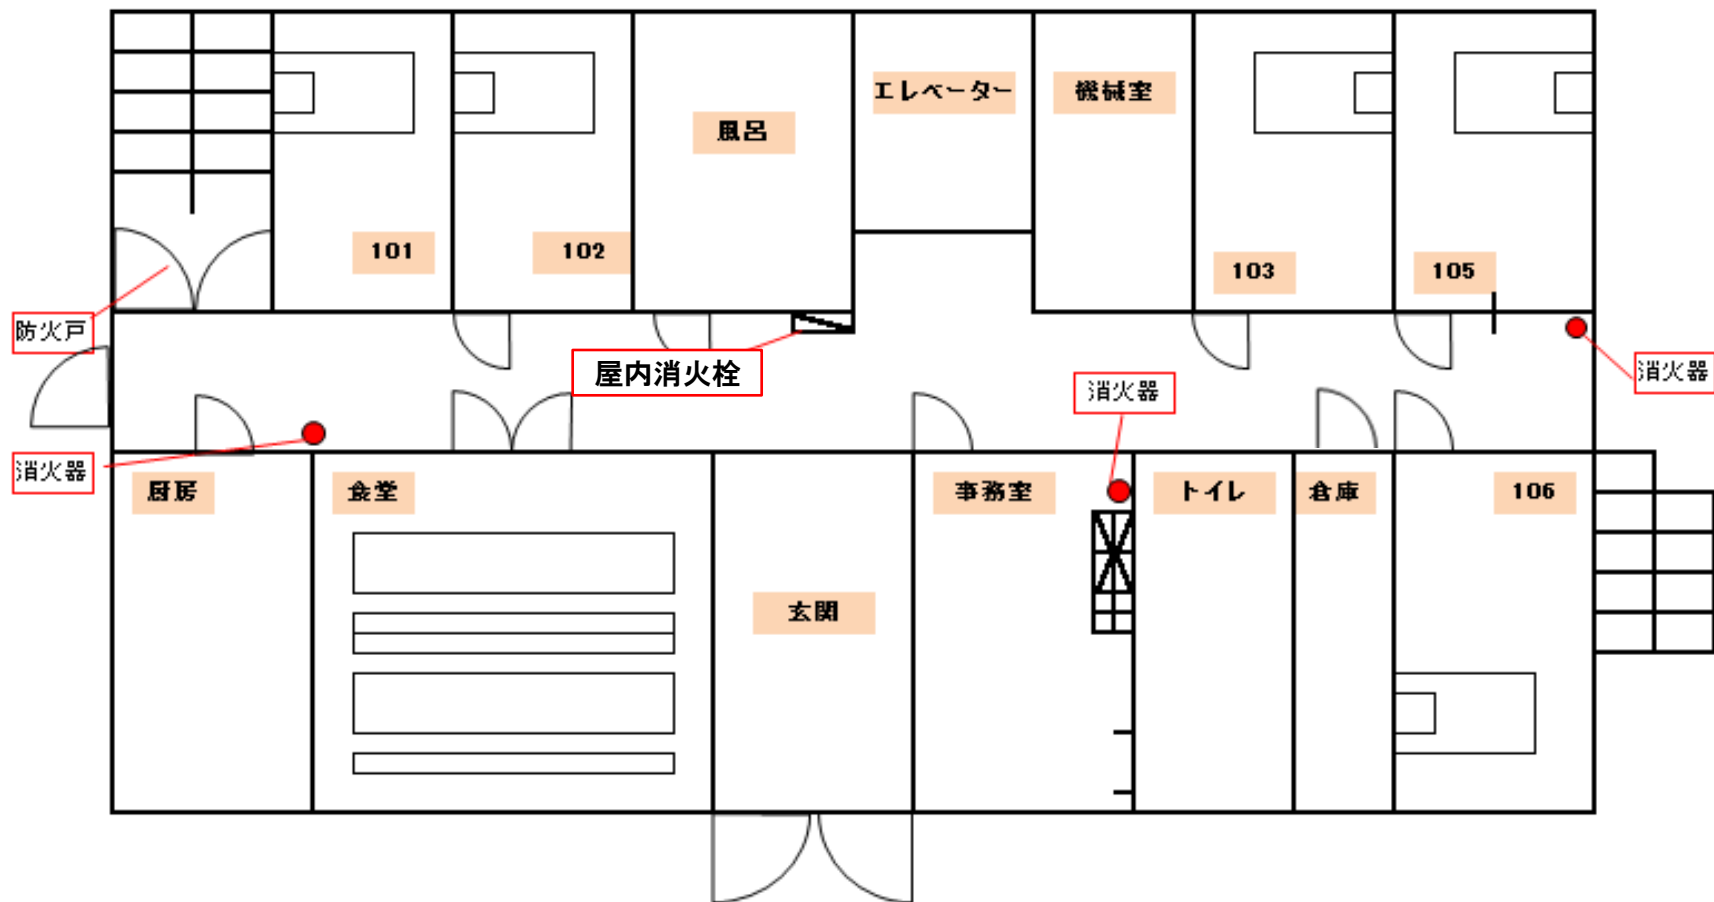 エレベーター
機械室
風呂
101
102
103
105
防火戸
屋内消火栓
消火器
消火器
消火器
厨房
食堂
事務室
トイレ
倉庫
106
玄関